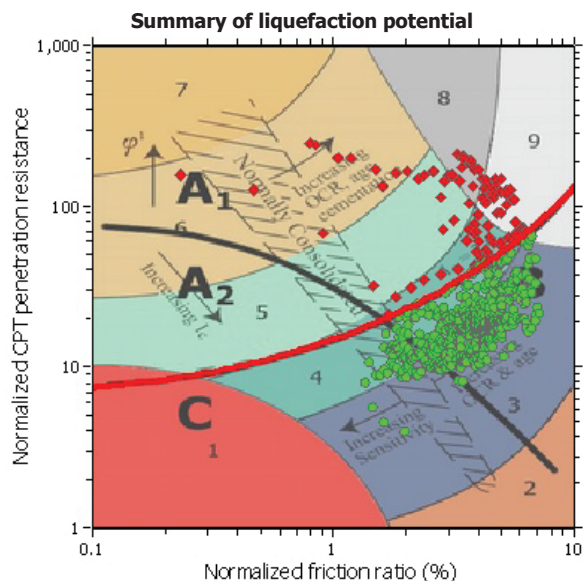 Summary of liquefaction potential
1,000
100
10
1
Normalized CPT penetration resistance
7
8
9
φ'
A1
Normally Consolidated
Increasing
OCR, age
cementation
6
A2
Increasing Ic
5
4
OCR & age
3
C
1
Increasing
Sensitivity
2
0.1
1
10
Normalized friction ratio (%)